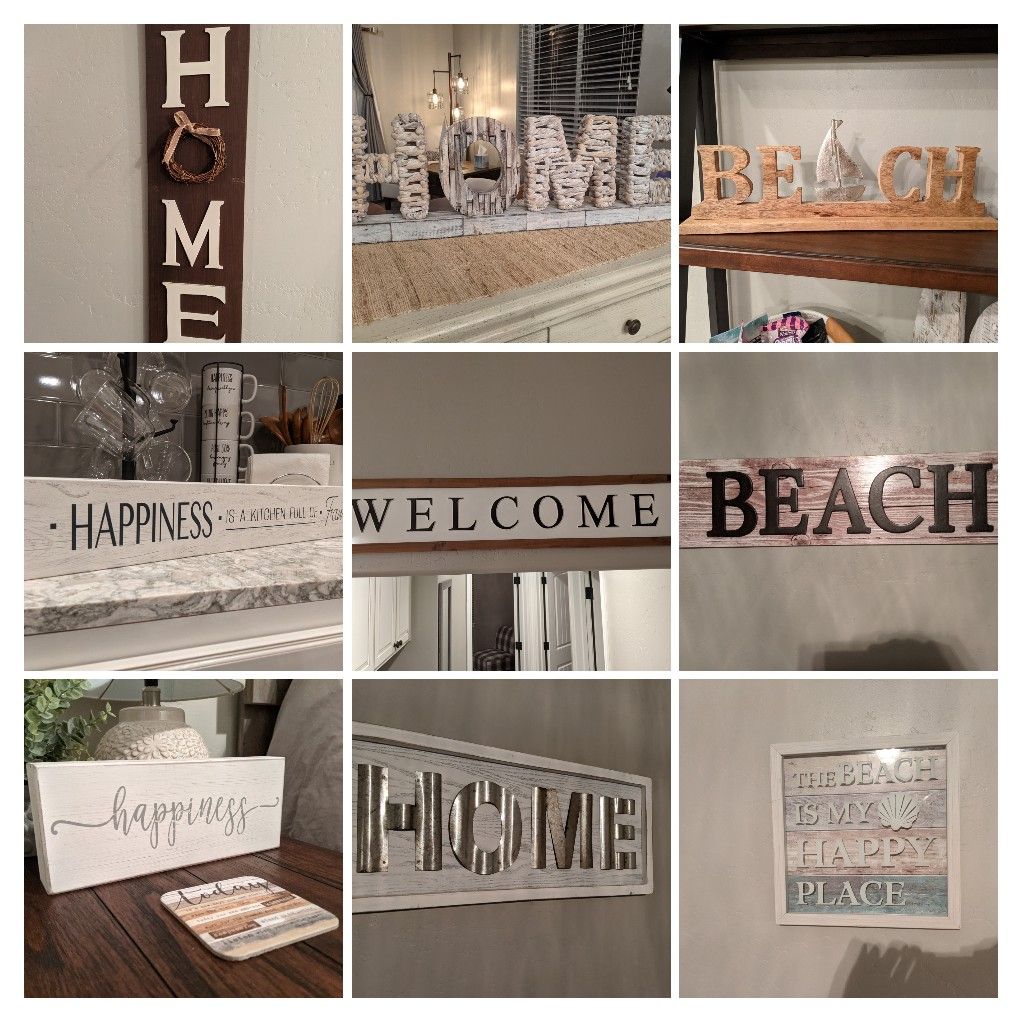 HOME
HOME
BEACH
HAPPINESS
· HAPPINESS · IS A KITCHEN FULL OF ·
WELCOME
BEACH
happiness
today
HOME
THE BEACH
IS MY
HAPPY
PLACE